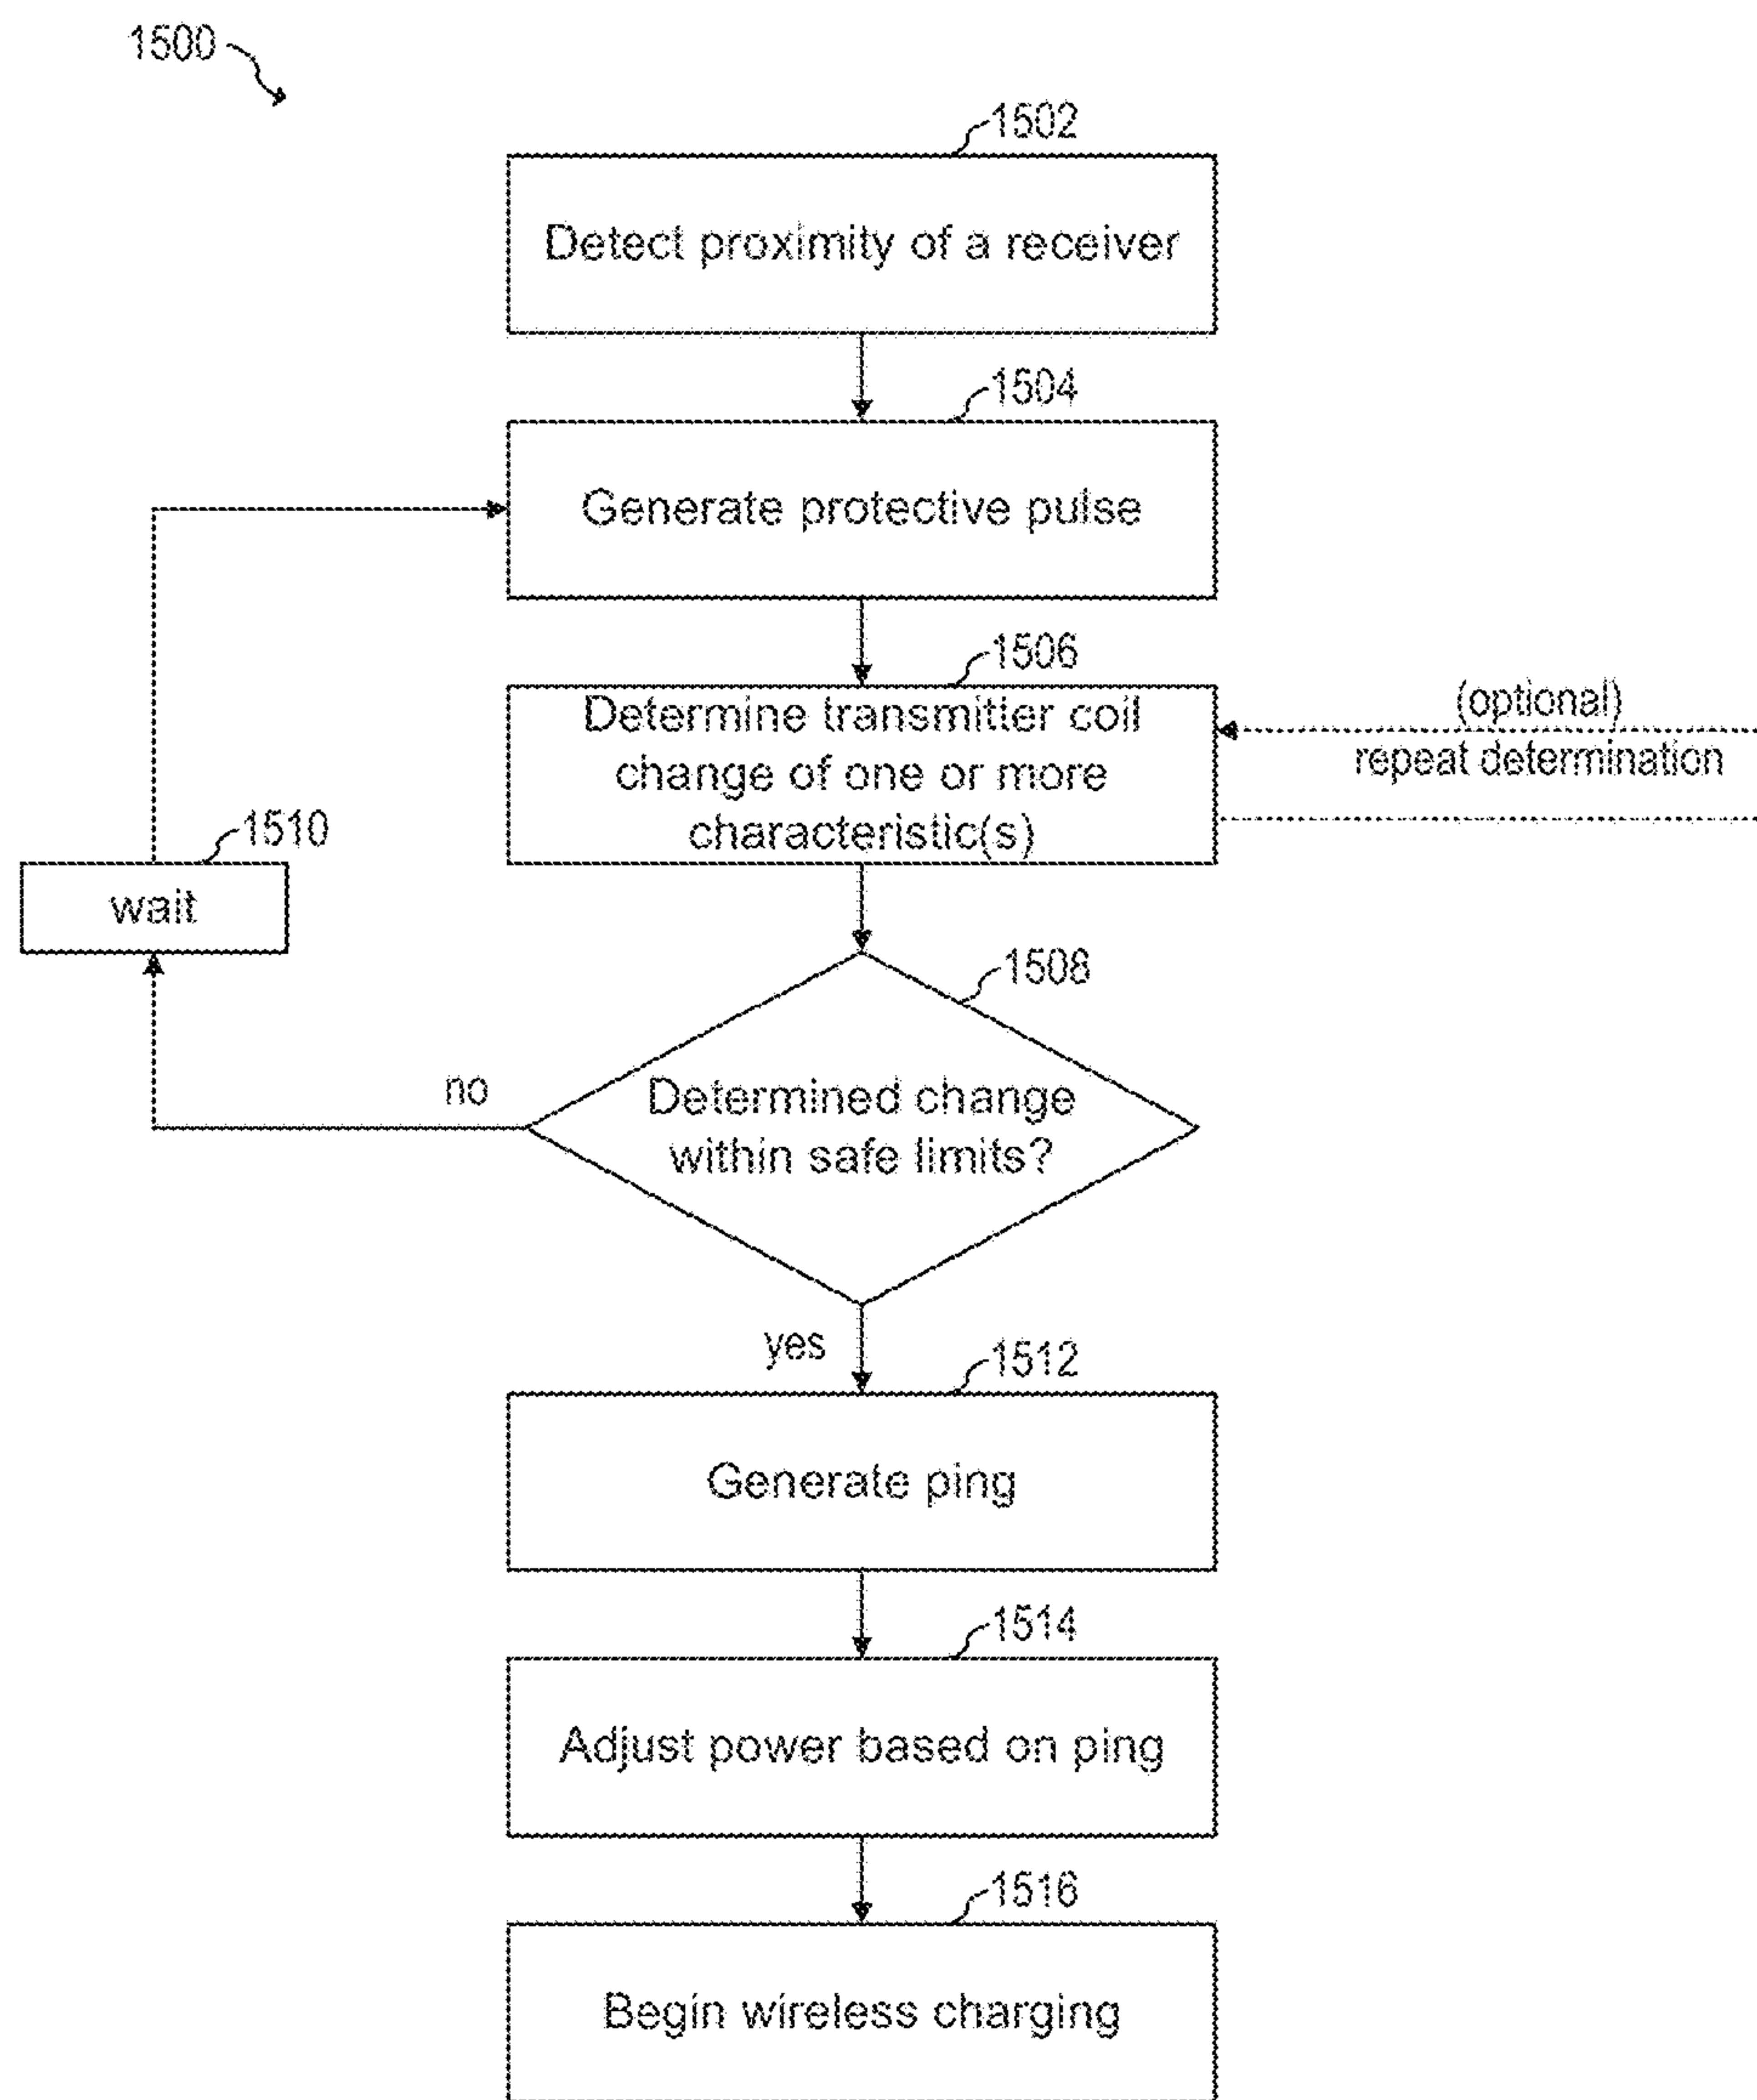 1500
1502
Detect proximity of a receiver
1504
Generate protective pulse
1506
Determine transmitter coil
change of one or more
characteristic(s)
(optional)
repeat determination
1510
wait
1508
Determined change
within safe limits?
no
yes
1512
Generate ping
1514
Adjust power based on ping
1516
Begin wireless charging